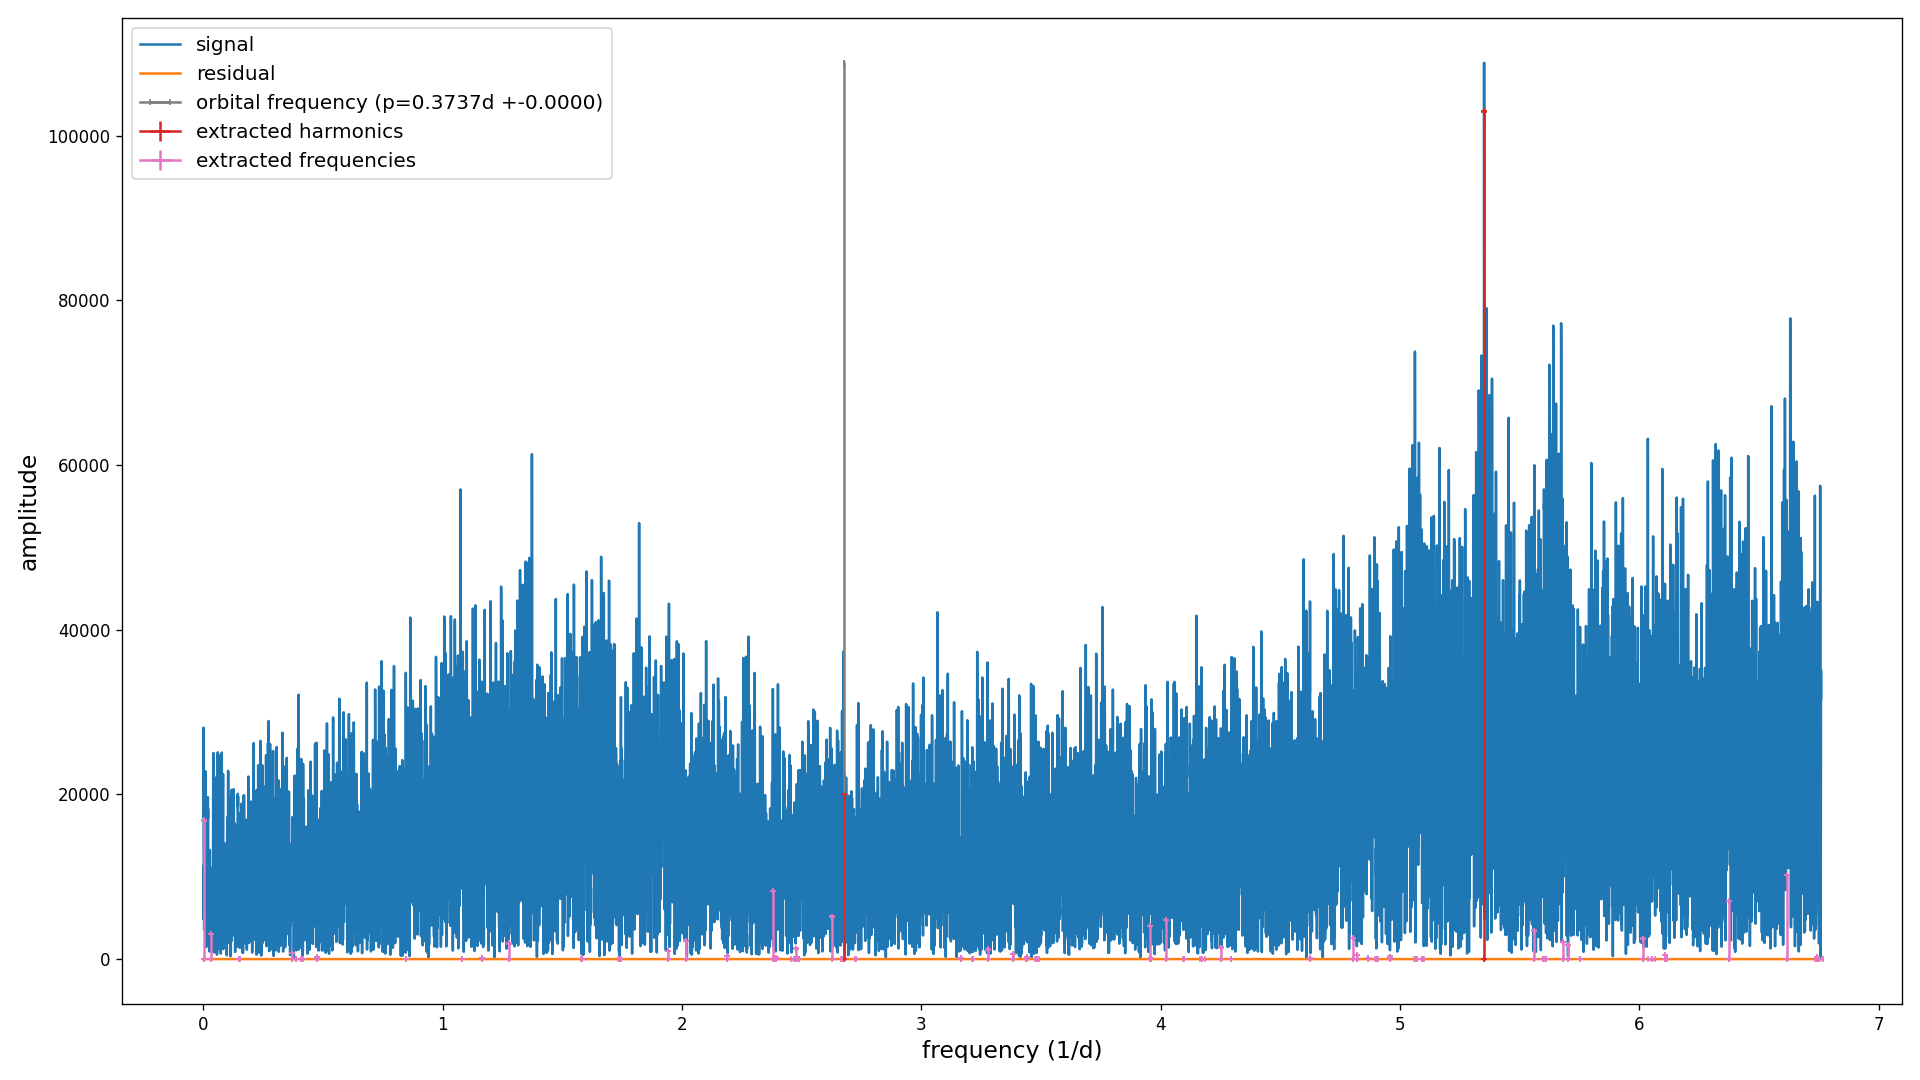 signal
residual
orbital frequency (p=0.3737d +-0.0000)
extracted harmonics
extracted frequencies
100000
80000
60000
40000
20000
0
amplitude
0 1 2 3 4 5 6 7
frequency (1/d)